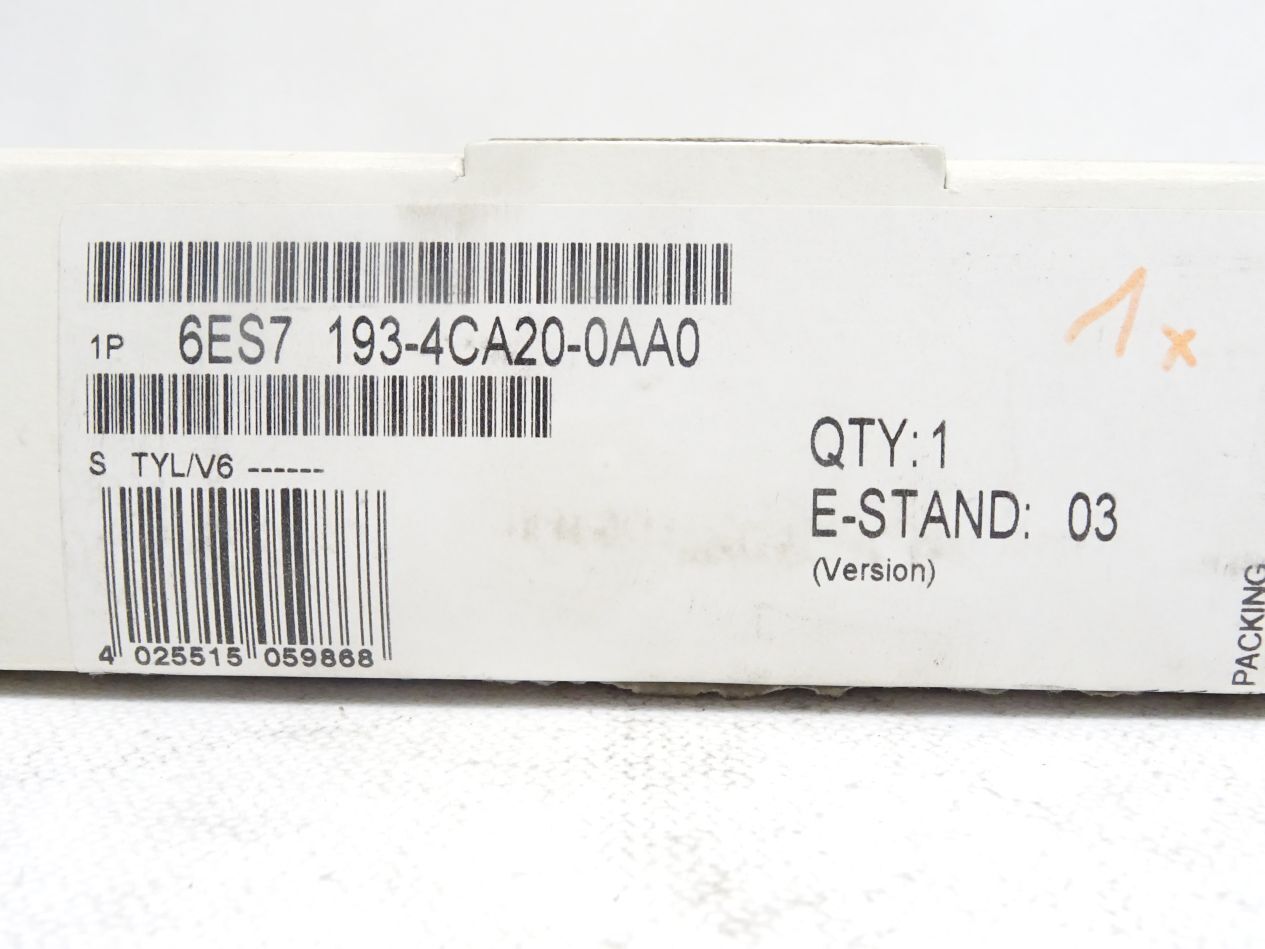 1P 6ES7 193-4CA20-0AA0
S TYL/V6 ------
4 025515 059868
1x
QTY: 1
E-STAND: 03
(Version)
PACKING